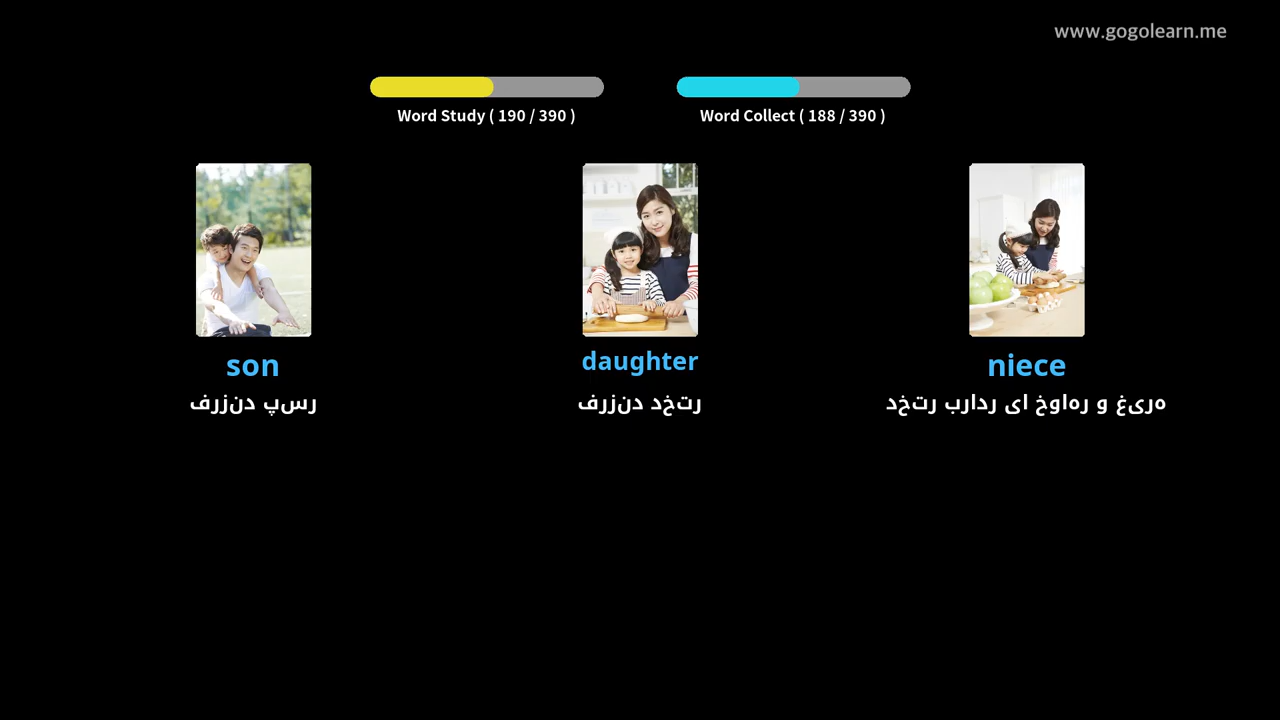 www.gogolearn.me
Word Study ( 190 / 390 )
Word Collect ( 188 / 390 )
son
daughter
niece
فرزند پسر
فرزند دختر
دختر برادر یا خواهر و غیره